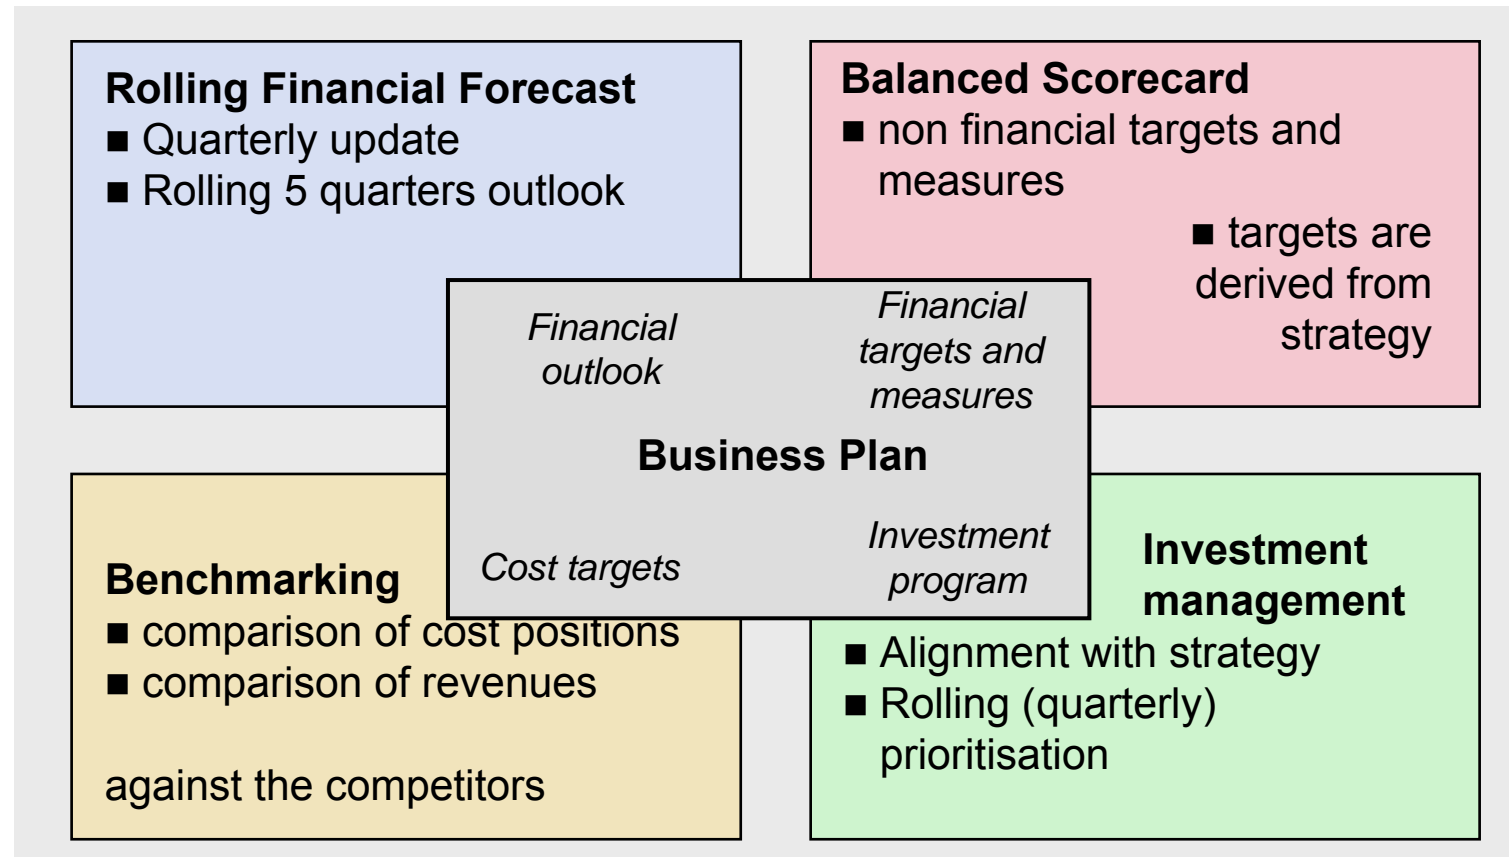 Rolling Financial Forecast
■ Quarterly update
■ Rolling 5 quarters outlook
Balanced Scorecard
■ non financial targets and
measures
■ targets are
derived from
strategy
Financial
outlook
Financial
targets and
measures
Business Plan
Cost targets
Investment
program
Benchmarking
■ comparison of cost positions
■ comparison of revenues
against the competitors
Investment
management
■ Alignment with strategy
■ Rolling (quarterly)
prioritisation